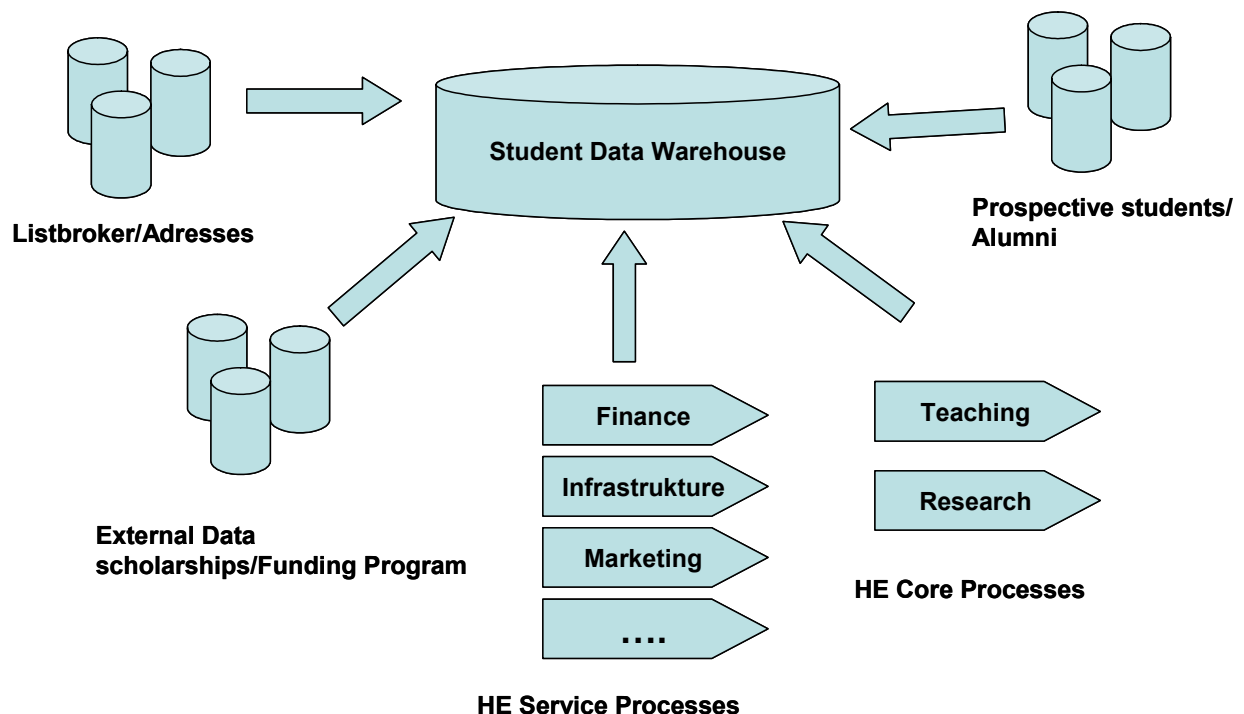 Student Data Warehouse
Listbroker/Adresses
Prospective students/
Alumni
External Data
scholarships/Funding Program
Finance
Infrastrukture
Marketing
....
HE Service Processes
Teaching
Research
HE Core Processes